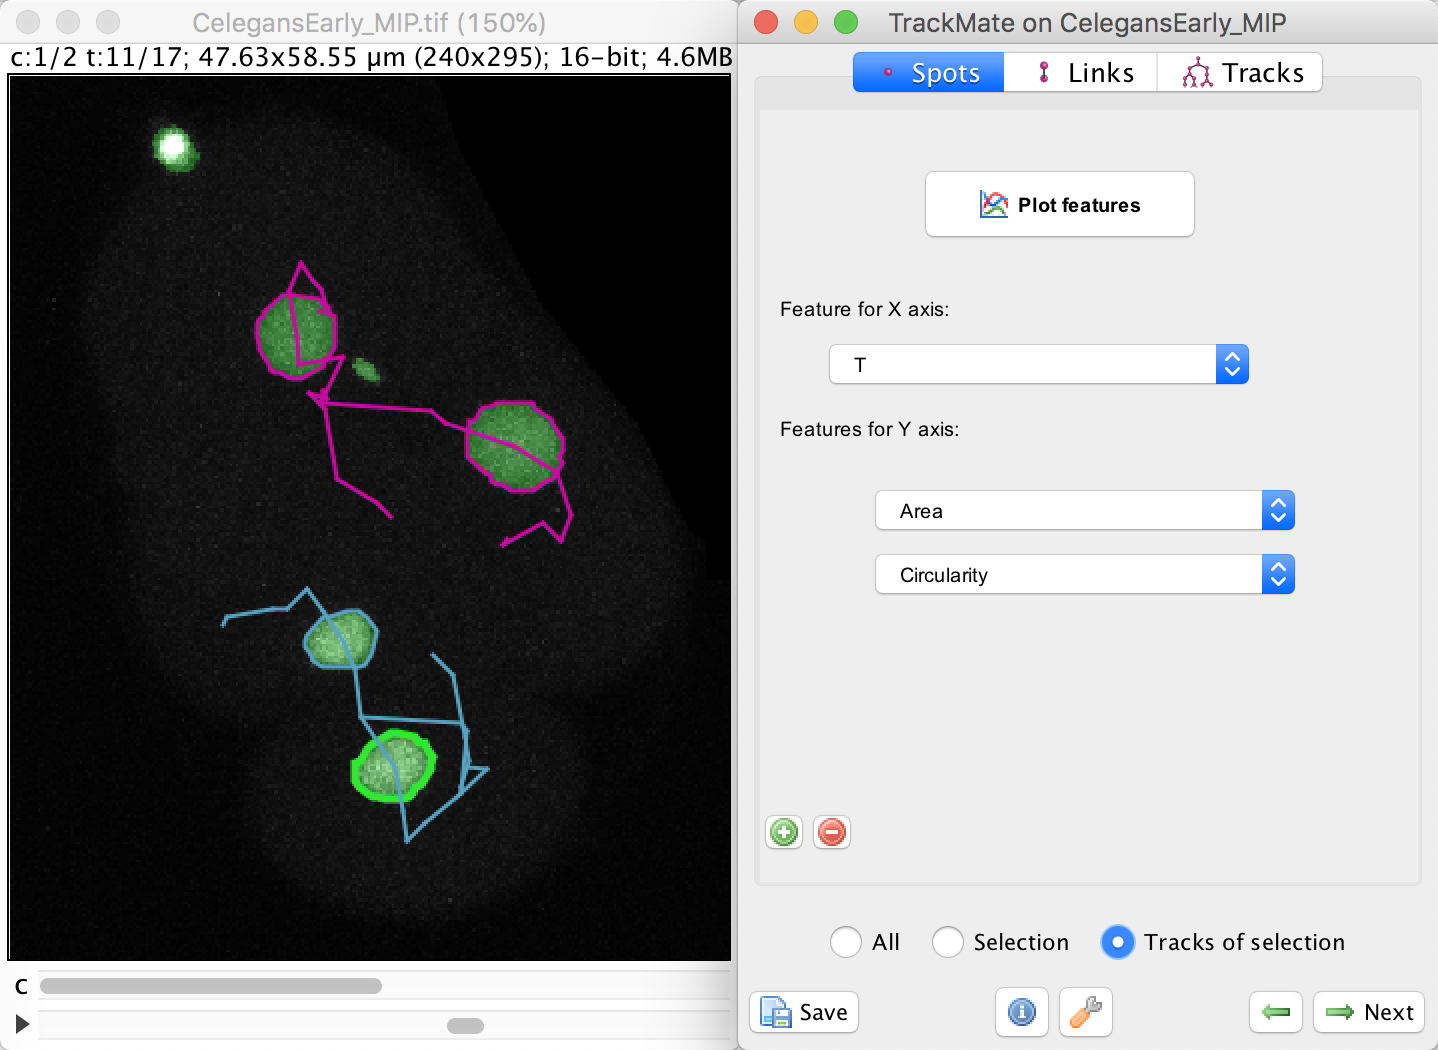 CelegansEarly_MIP.tif (150%)
c:1/2 t:11/17; 47.63x58.55 µm (240x295); 16-bit; 4.6MB
C
TrackMate on CelegansEarly_MIP
Spots
Links
Tracks
Plot features
Feature for X axis:
T
Features for Y axis:
Area
Circularity
All
Selection
Tracks of selection
Save
Next